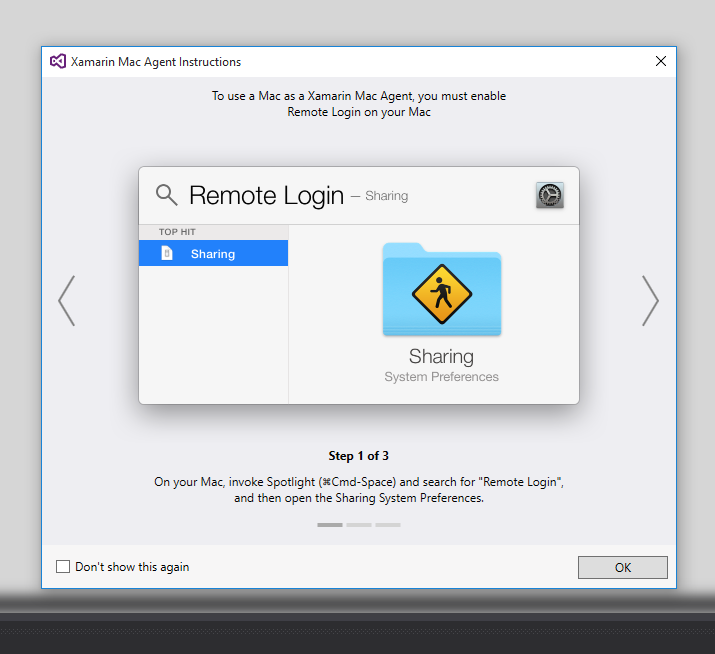 Xamarin Mac Agent Instructions
To use a Mac as a Xamarin Mac Agent, you must enable
Remote Login on your Mac
Remote Login — Sharing
TOP HIT
Sharing
Sharing
System Preferences
Step 1 of 3
On your Mac, invoke Spotlight (⌘Cmd-Space) and search for "Remote Login",
and then open the Sharing System Preferences.
Don't show this again
OK